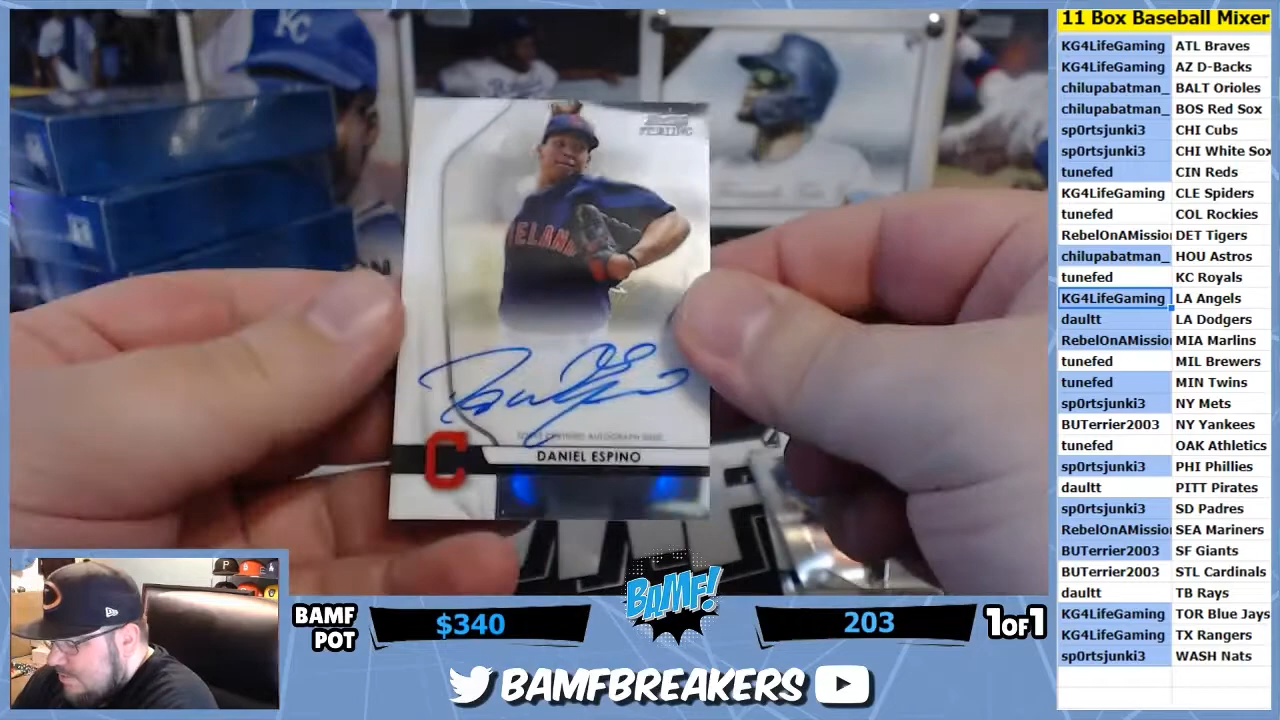 11 Box Baseball Mixer
KG4LifeGaming ATL Braves
KG4LifeGaming AZ D-Backs
chilupabatman_ BALT Orioles
chilupabatman_ BOS Red Sox
sp0rtsjunki3 CHI Cubs
sp0rtsjunki3 CHI White Sox
tunefed CIN Reds
KG4LifeGaming CLE Spiders
tunefed COL Rockies
RebelOnAMissio DET Tigers
chilupabatman_ HOU Astros
tunefed KC Royals
KG4LifeGaming LA Angels
daultt LA Dodgers
RebelOnAMissio MIA Marlins
tunefed MIL Brewers
tunefed MIN Twins
sp0rtsjunki3 NY Mets
BUTerrier2003 NY Yankees
tunefed OAK Athletics
sp0rtsjunki3 PHI Phillies
daultt PITT Pirates
sp0rtsjunki3 SD Padres
RebelOnAMissio SEA Mariners
BUTerrier2003 SF Giants
BUTerrier2003 STL Cardinals
daultt TB Rays
KG4LifeGaming TOR Blue Jays
KG4LifeGaming TX Rangers
sp0rtsjunki3 WASH Nats
KC
STERLING
ELAN
AUTOGRAPH ISSUE
C
DANIEL ESPINO
BAMF
POT
$340
BAMF!
203
1OF1
BAMFBREAKERS